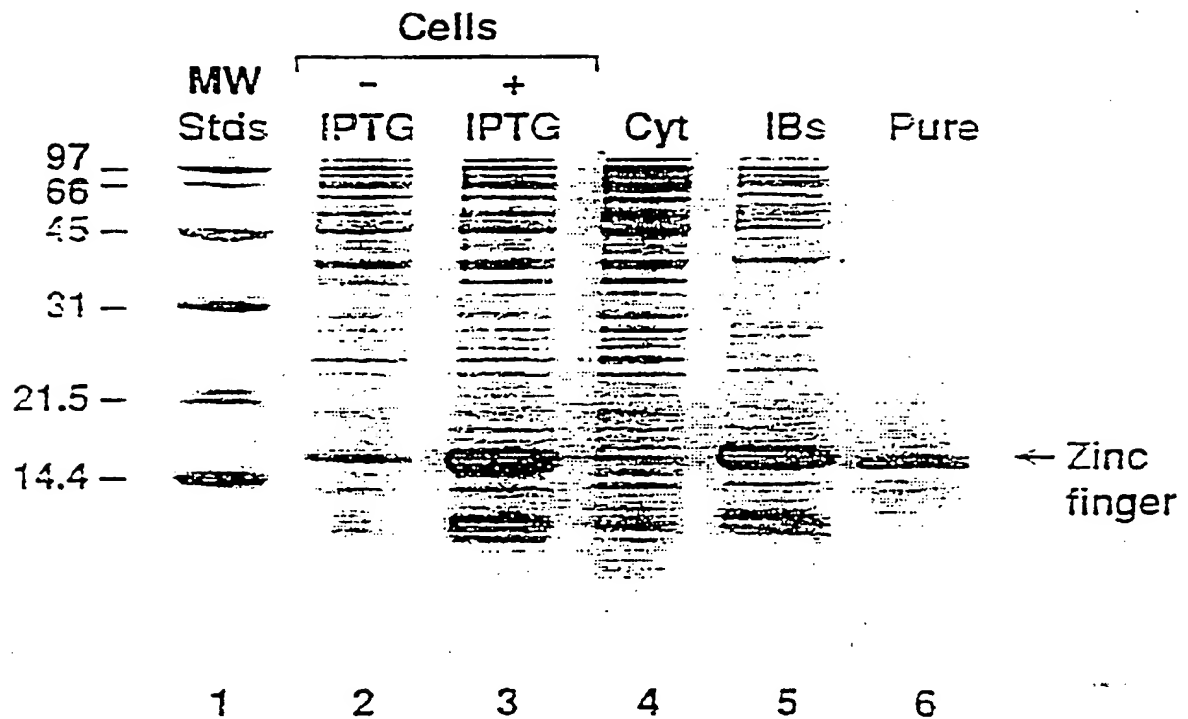 Cells
MW - +
Stds IPTG IPTG Cyt IBs Pure
97
66
45
31
21.5
14.4
← Zinc
finger
1 2 3 4 5 6